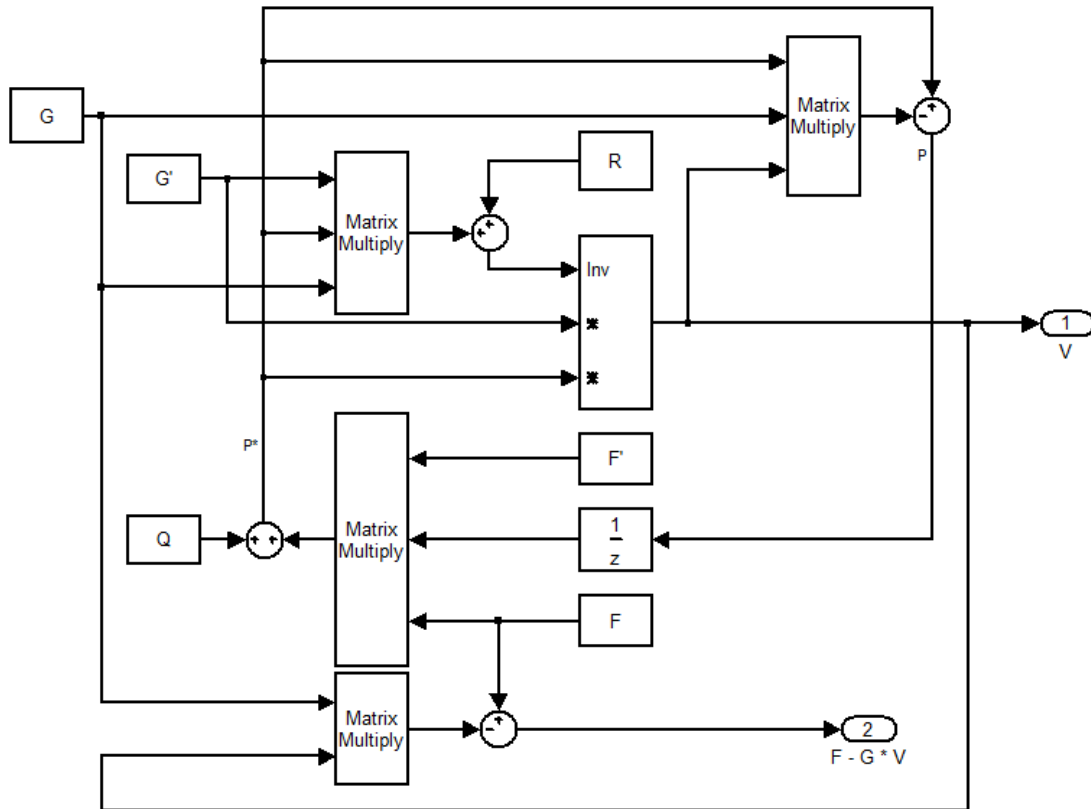 G
Matrix
Multiply
+
-
P
G'
R
Matrix
Multiply
+
+
Inv
*
*
1
V
P*
F'
Q
+ +
Matrix
Multiply
1
z
F
Matrix
Multiply
+
-
2
F - G * V